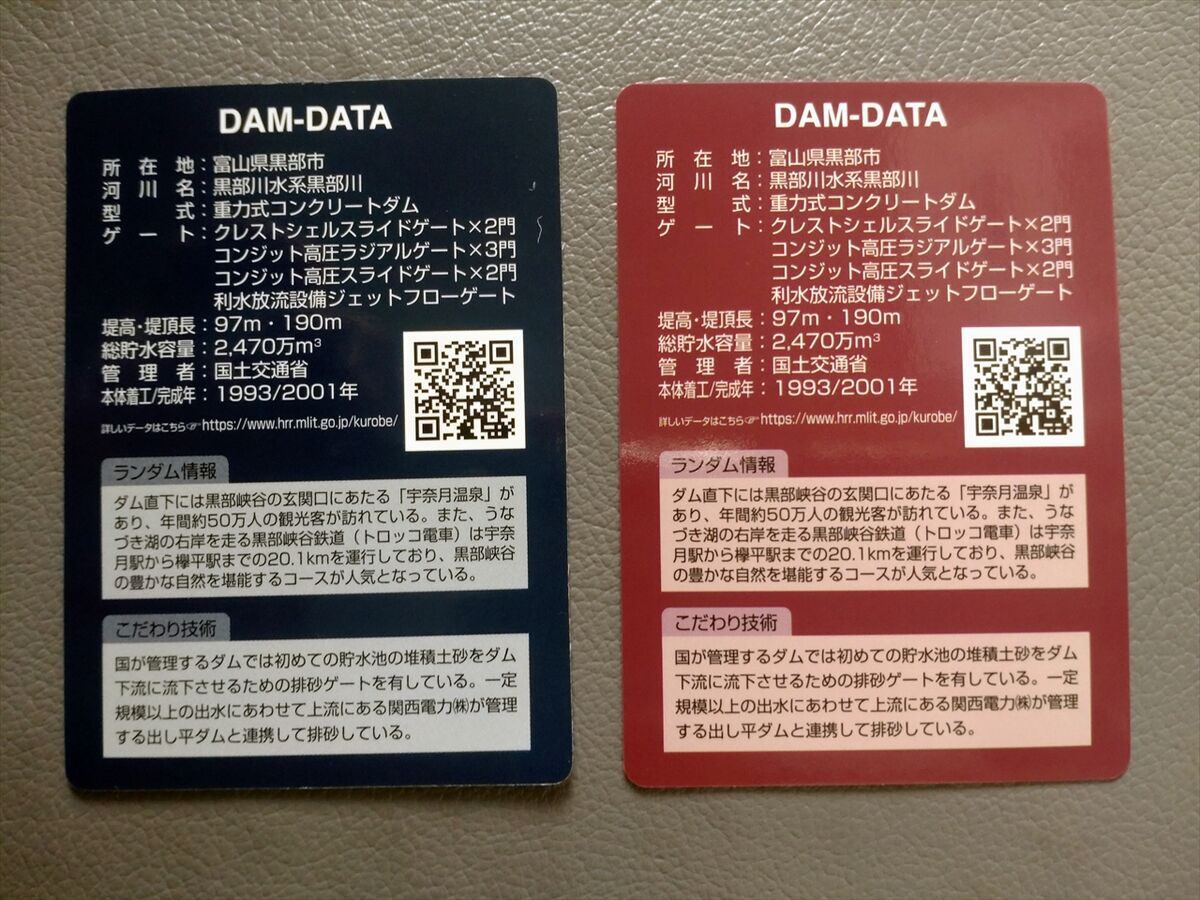 DAM-DATA
所在地：富山県黒部市
河川名：黒部川水系黒部川
型式：重力式コンクリートダム
ゲート：クレストシェルスライドゲート×2門
コンジット高圧ラジアルゲート×3門
コンジット高圧スライドゲート×2門
利水放流設備ジェットフローゲート
堤高・堤頂長：97m・190m
総貯水容量：2,470万m³
管理者：国土交通省
本体着工/完成年：1993/2001年
詳しいデータはこちら☞https://www.hrr.mlit.go.jp/kurobe/
ランダム情報
ダム直下には黒部峡谷の玄関口にあたる「宇奈月温泉」が
あり、年間約50万人の観光客が訪れている。また、うな
づき湖の右岸を走る黒部峡谷鉄道（トロッコ電車）は宇奈
月駅から欅平駅までの20.1kmを運行しており、黒部峡谷
の豊かな自然を堪能するコースが人気となっている。
こだわり技術
国が管理するダムでは初めての貯水池の堆積土砂をダム
下流に流下させるための排砂ゲートを有している。一定
規模以上の出水にあわせて上流にある関西電力㈱が管理
する出し平ダムと連携して排砂している。
DAM-DATA
所在地：富山県黒部市
河川名：黒部川水系黒部川
型式：重力式コンクリートダム
ゲート：クレストシェルスライドゲート×2門
コンジット高圧ラジアルゲート×3門
コンジット高圧スライドゲート×2門
利水放流設備ジェットフローゲート
堤高・堤頂長：97m・190m
総貯水容量：2,470万m³
管理者：国土交通省
本体着工/完成年：1993/2001年
詳しいデータはこちら☞https://www.hrr.mlit.go.jp/kurobe/
ランダム情報
ダム直下には黒部峡谷の玄関口にあたる「宇奈月温泉」が
あり、年間約50万人の観光客が訪れている。また、うな
づき湖の右岸を走る黒部峡谷鉄道（トロッコ電車）は宇奈
月駅から欅平駅までの20.1kmを運行しており、黒部峡谷
の豊かな自然を堪能するコースが人気となっている。
こだわり技術
国が管理するダムでは初めての貯水池の堆積土砂をダム
下流に流下させるための排砂ゲートを有している。一定
規模以上の出水にあわせて上流にある関西電力㈱が管理
する出し平ダムと連携して排砂している。